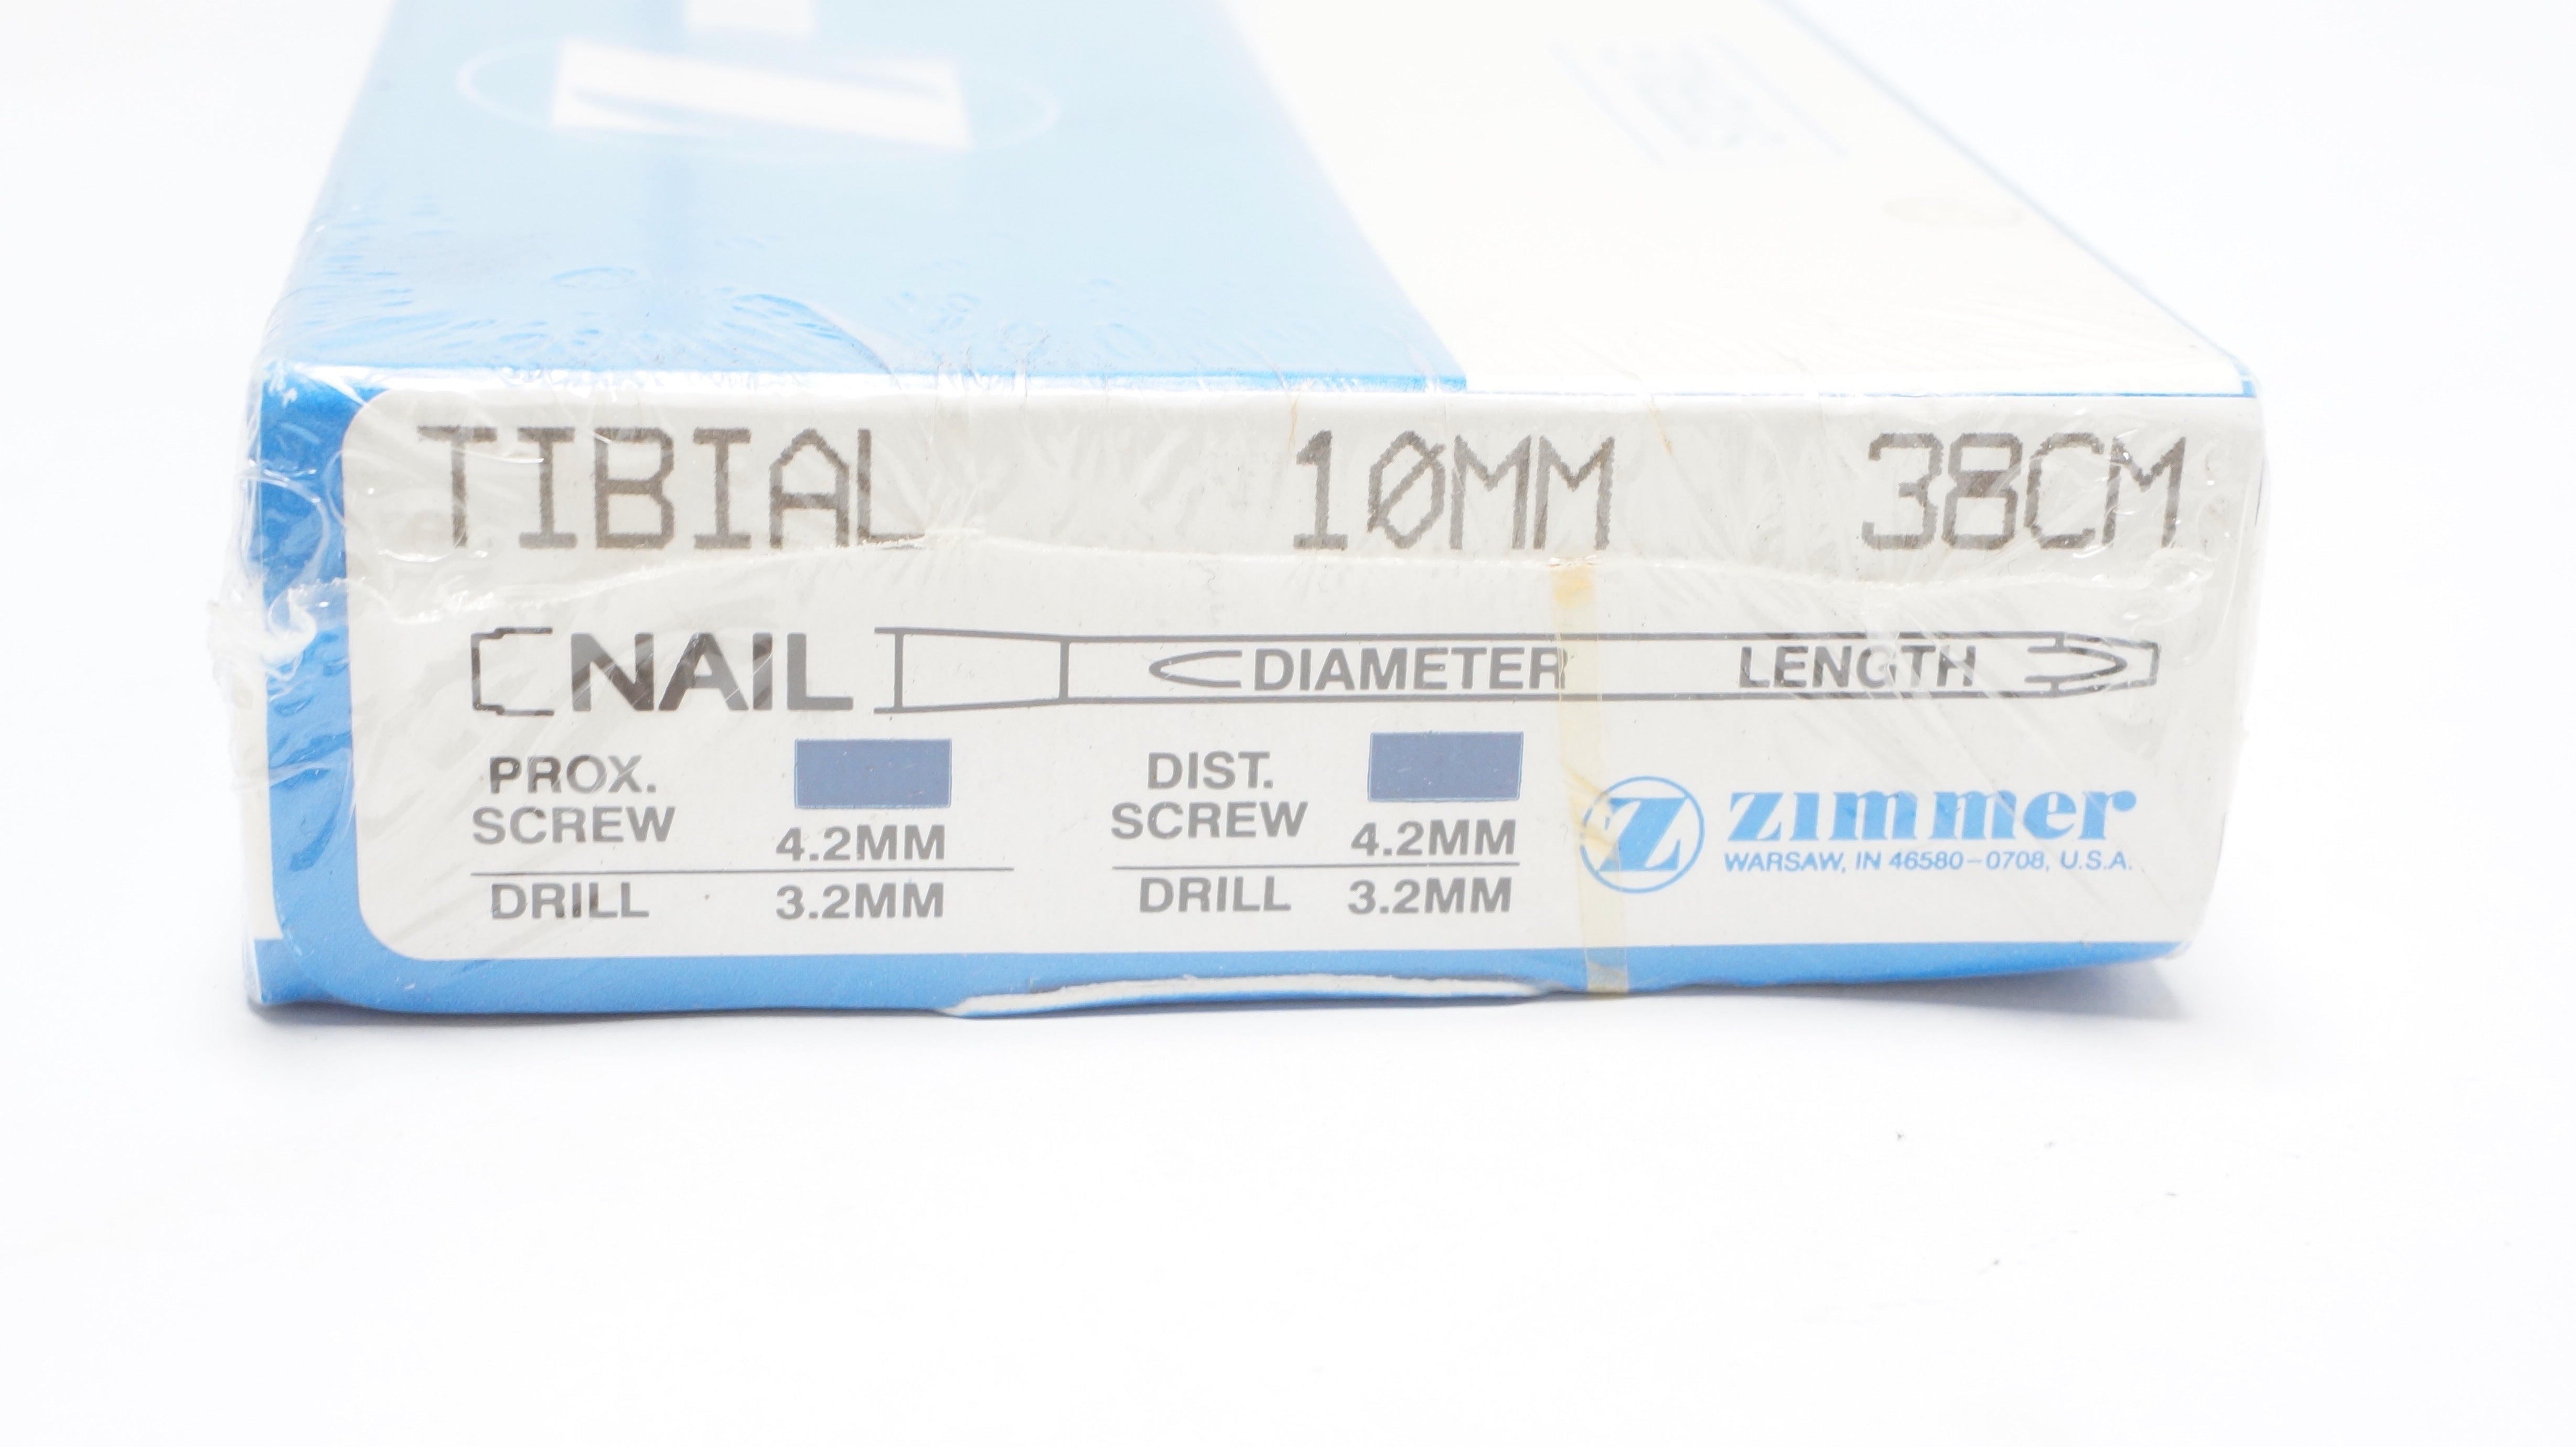 TIBIAL 10MM 38CM
NAIL DIAMETER LENGTH
PROX. SCREW 4.2MM
DRILL 3.2MM
DIST. SCREW 4.2MM
DRILL 3.2MM
Z zimmer
WARSAW, IN 46580-0708, U.S.A.